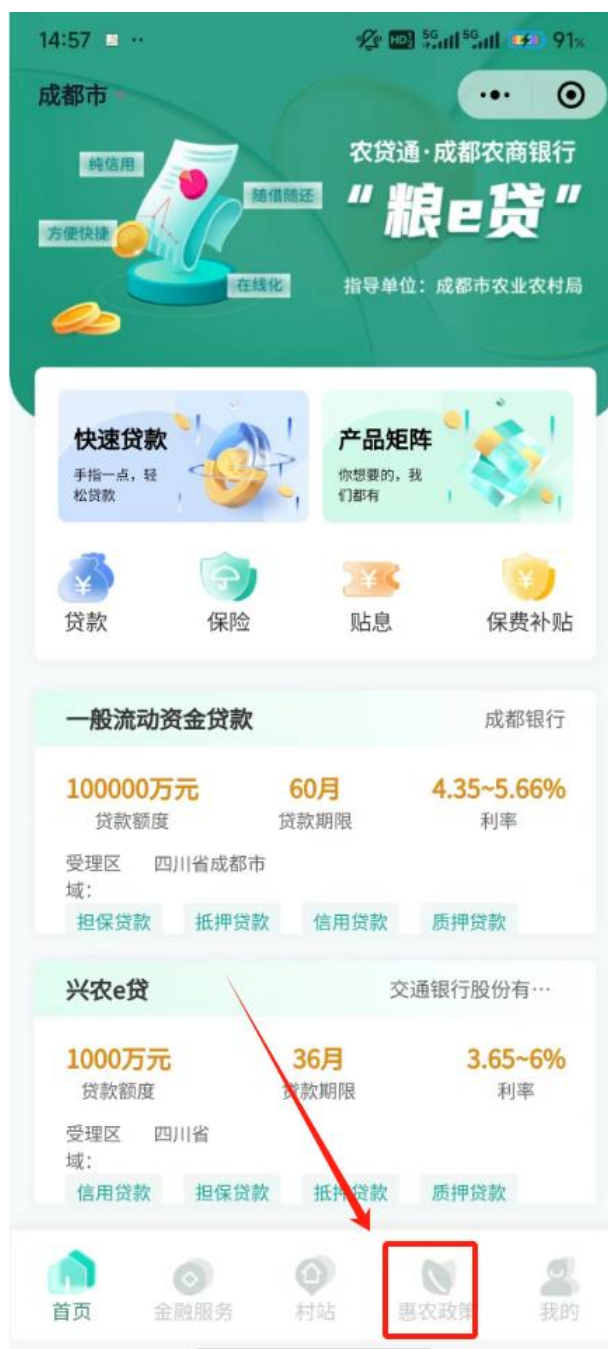 14:57
HD 5G 5G 91%
成都市
纯信用
随借随还
方便快捷
在线化
农贷通·成都农商银行
“粮e贷”
指导单位：成都市农业农村局
快速贷款
手指一点，轻
松贷款
产品矩阵
你想要的，我
们都有
贷款 保险 贴息 保费补贴
一般流动资金贷款 成都银行
100000万元 60月 4.35~5.66%
贷款额度 贷款期限 利率
受理区 四川省成都市
域：
担保贷款 抵押贷款 信用贷款 质押贷款
兴农e贷 交通银行股份有…
1000万元 36月 3.65~6%
贷款额度 贷款期限 利率
受理区 四川省
域：
信用贷款 担保贷款 抵押贷款 质押贷款
首页 金融服务 村站 惠农政策 我的